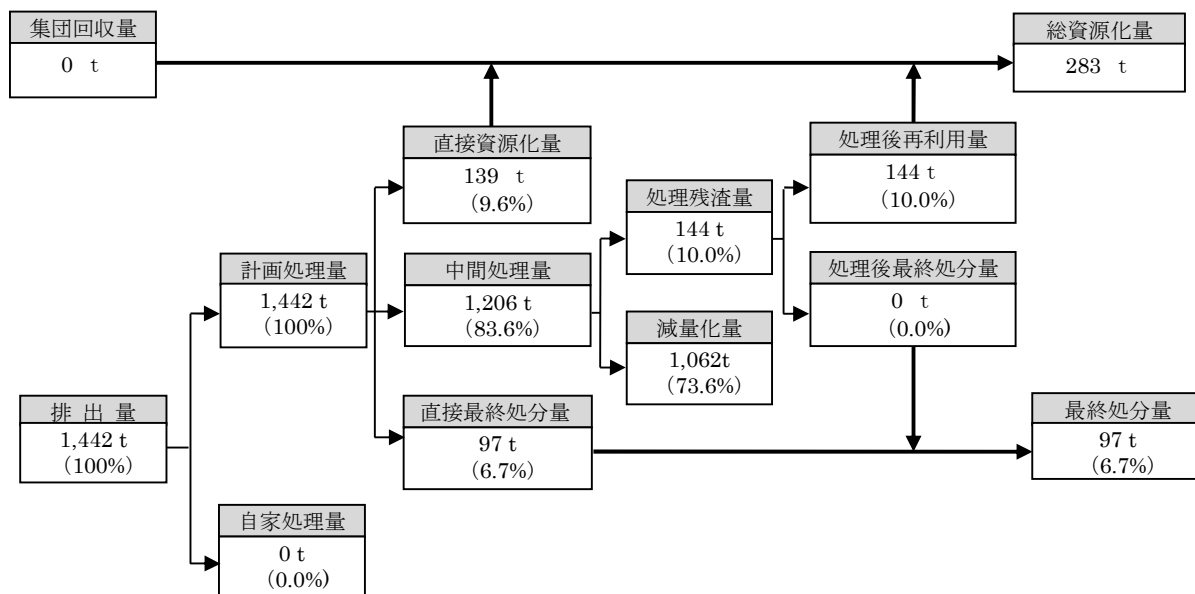 集団回収量
0 t
総資源化量
283 t
直接資源化量
139 t
(9.6%)
処理後再利用量
144 t
(10.0%)
処理残渣量
144 t
(10.0%)
計画処理量
1,442 t
(100%)
中間処理量
1,206 t
(83.6%)
処理後最終処分量
0 t
(0.0%)
減量化量
1,062t
(73.6%)
排 出 量
1,442 t
(100%)
直接最終処分量
97 t
(6.7%)
最終処分量
97 t
(6.7%)
自家処理量
0 t
(0.0%)